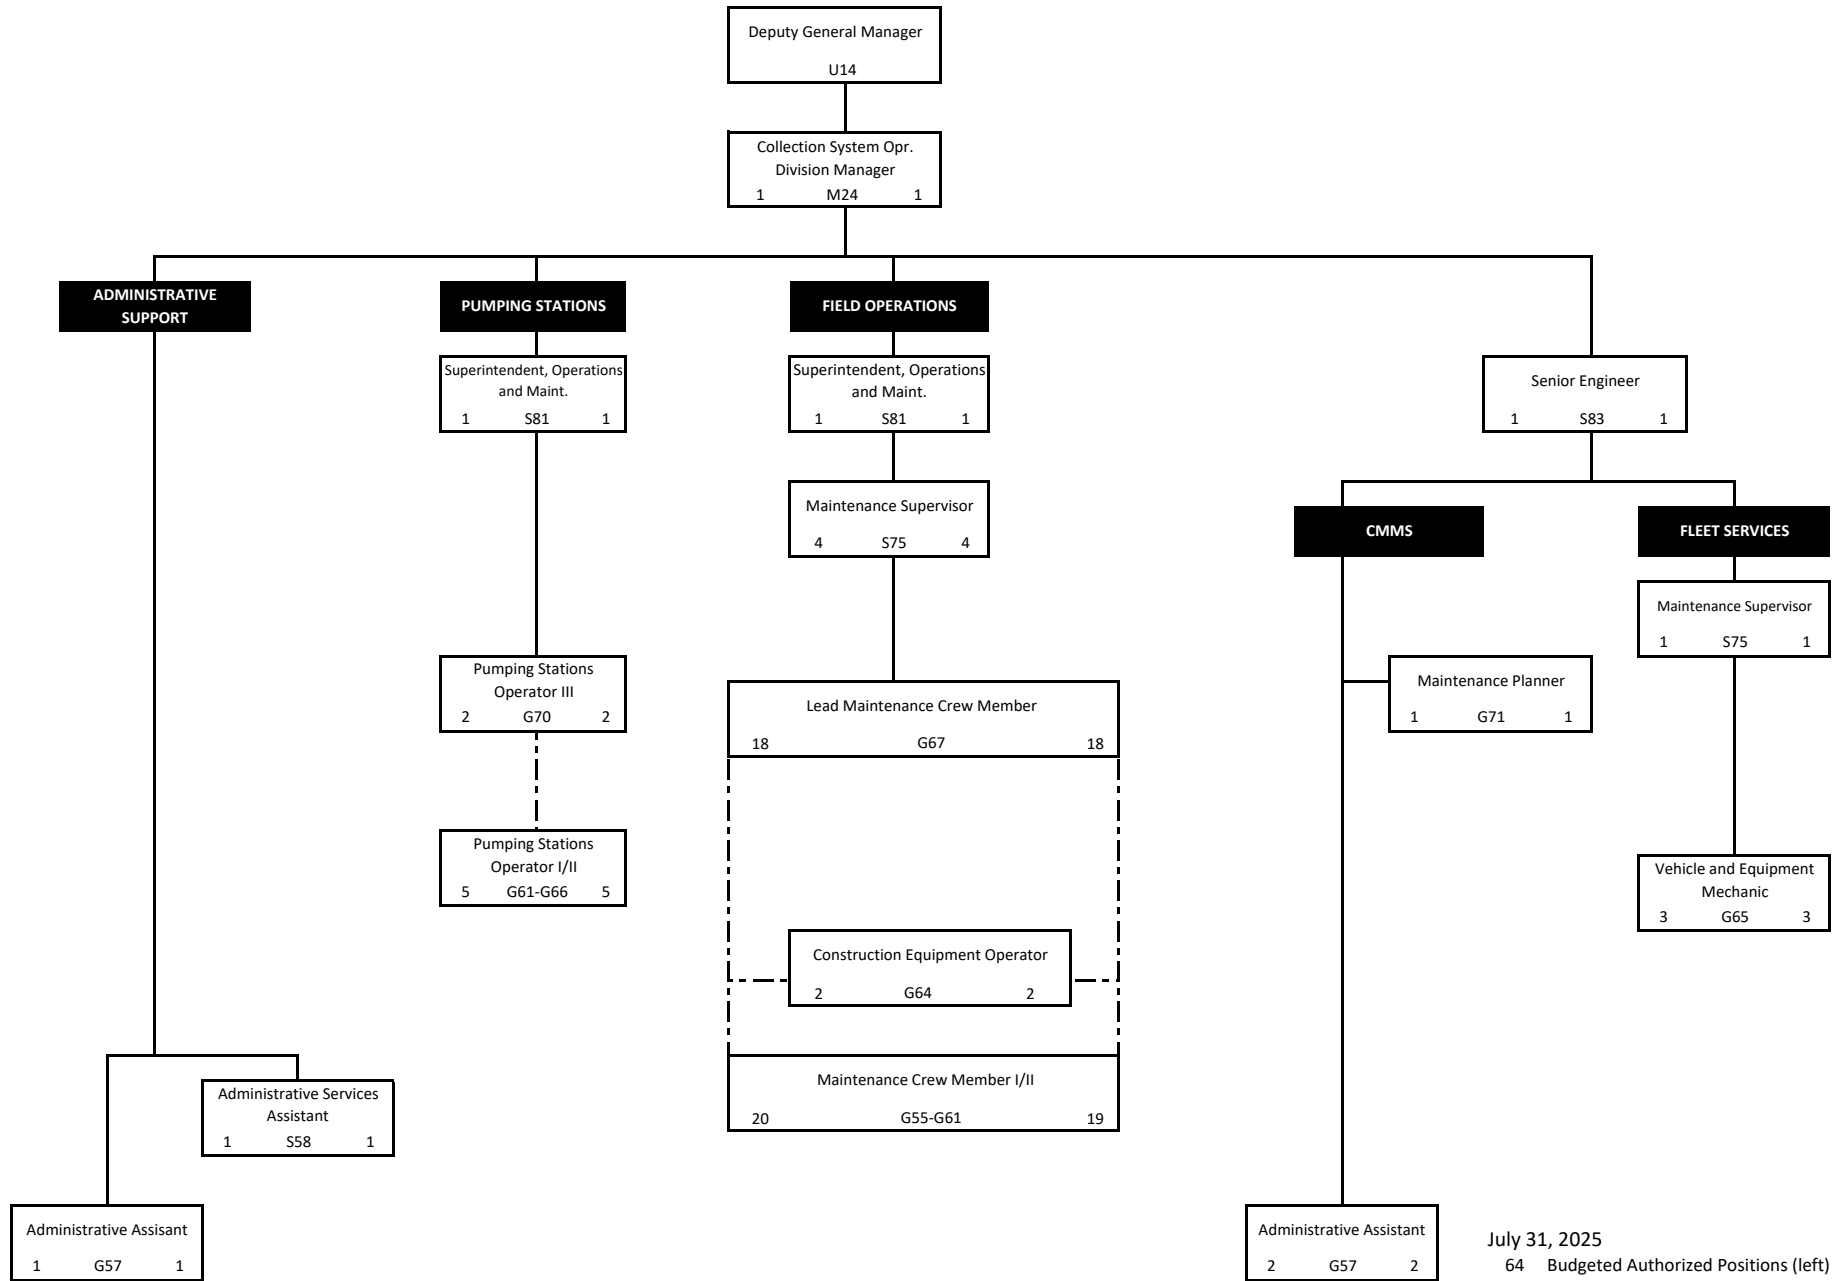 Deputy General Manager
U14
Collection System Opr.
Division Manager
1 M24 1
ADMINISTRATIVE
SUPPORT
PUMPING STATIONS
FIELD OPERATIONS
Superintendent, Operations
and Maint.
1 S81 1
Superintendent, Operations
and Maint.
1 S81 1
Senior Engineer
1 S83 1
Maintenance Supervisor
4 S75 4
CMMS
FLEET SERVICES
Maintenance Supervisor
1 S75 1
Pumping Stations
Operator III
2 G70 2
Lead Maintenance Crew Member
18 G67 18
Maintenance Planner
1 G71 1
Pumping Stations
Operator I/II
5 G61-G66 5
Vehicle and Equipment
Mechanic
3 G65 3
Construction Equipment Operator
2 G64 2
Maintenance Crew Member I/II
20 G55-G61 19
Administrative Services
Assistant
1 S58 1
Administrative Assisant
1 G57 1
Administrative Assistant
2 G57 2
July 31, 2025
64 Budgeted Authorized Positions (left)